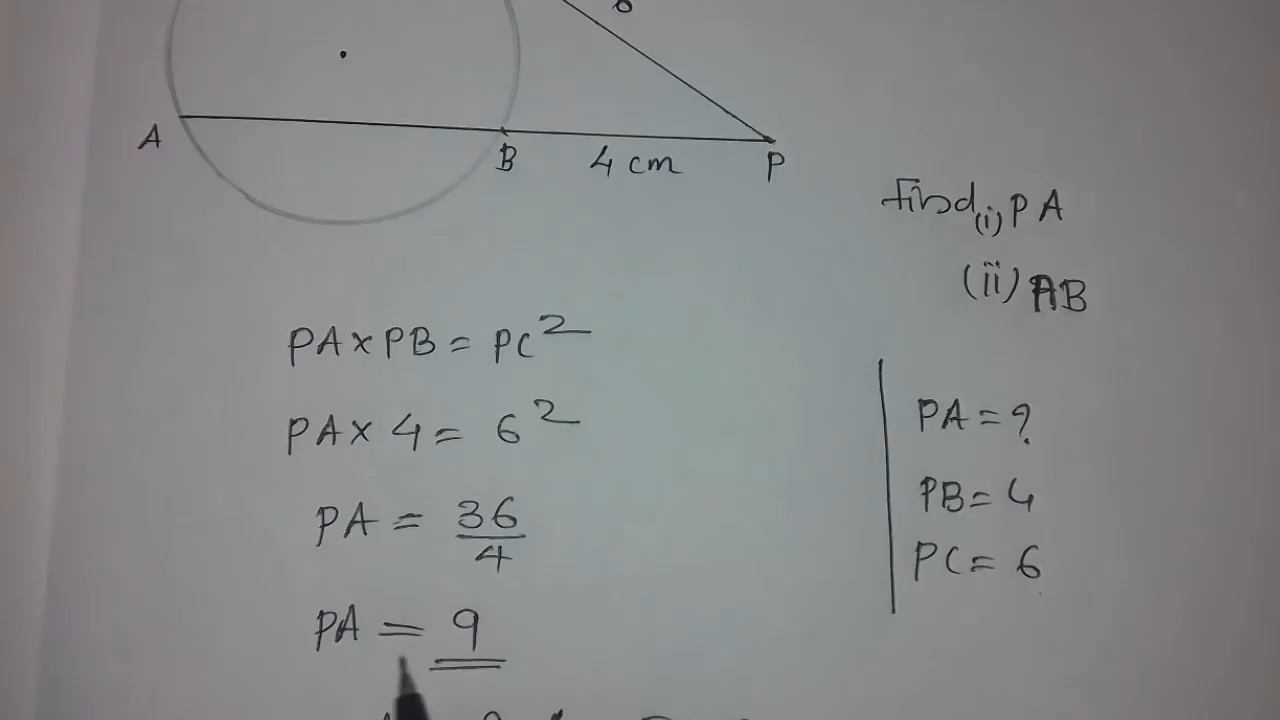 A
B
4 cm
P
Find (i) PA
(ii) AB
PA × PB = PC²
PA × 4 = 6²
PA = 36/4
PA = 9
PA = ?
PB = 4
PC = 6